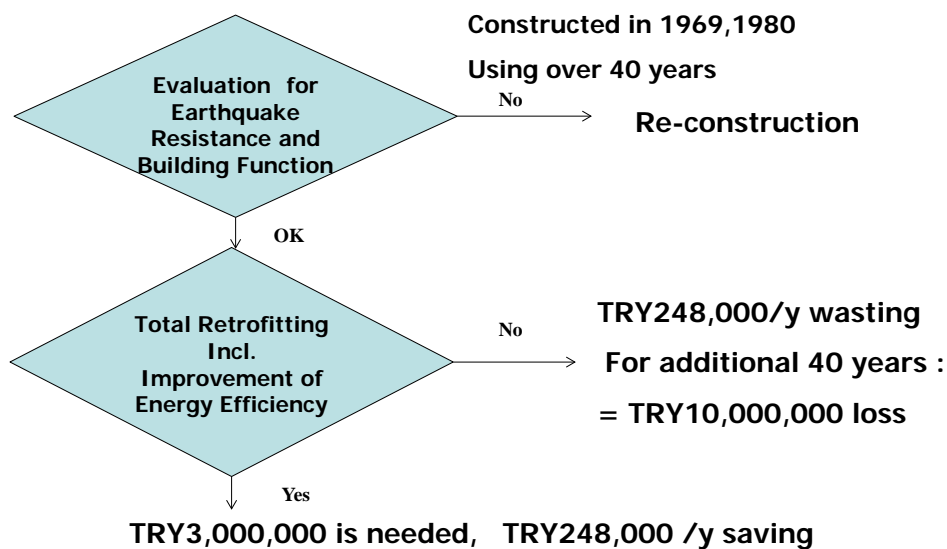 Constructed in 1969,1980
Using over 40 years
Evaluation for
Earthquake
Resistance and
Building Function
No
Re-construction
OK
Total Retrofitting
Incl.
Improvement of
Energy Efficiency
No
TRY248,000/y wasting
For additional 40 years :
= TRY10,000,000 loss
Yes
TRY3,000,000 is needed, TRY248,000 /y saving